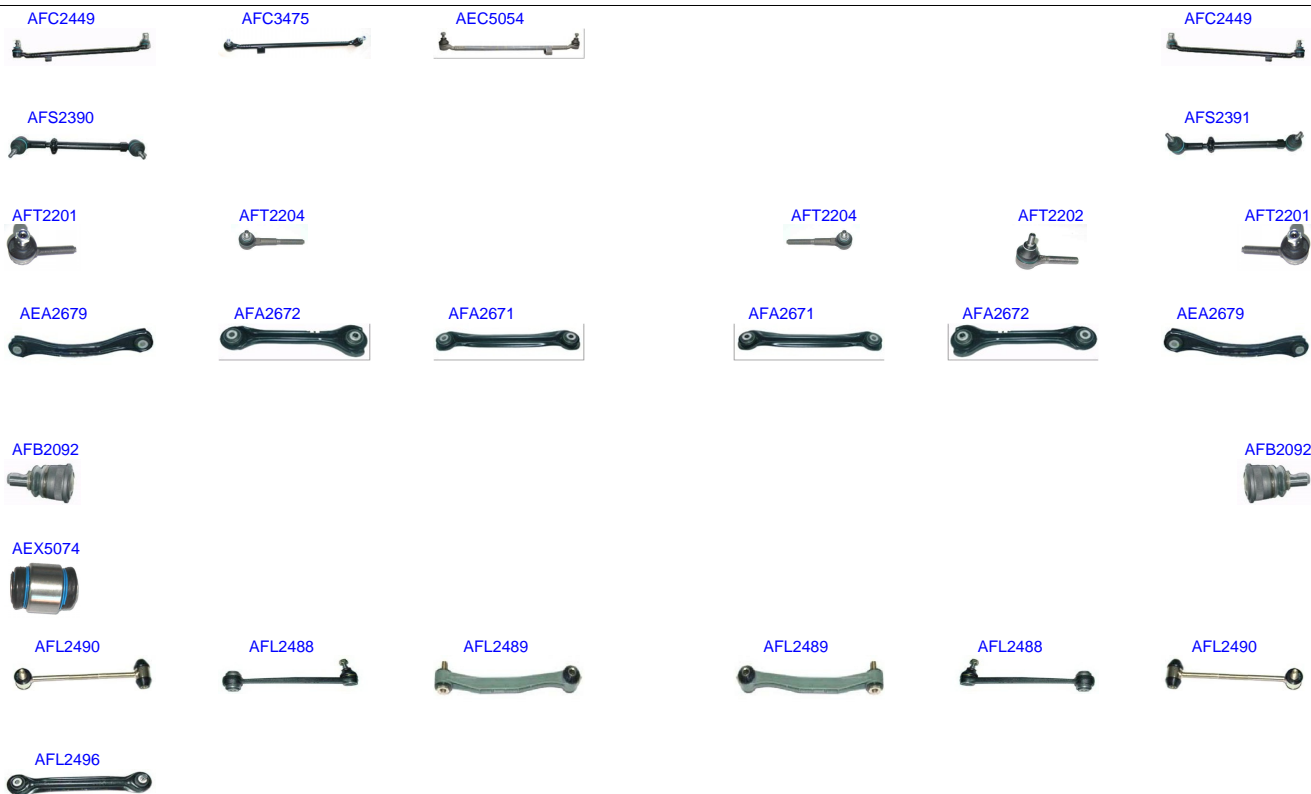 AFC2449 AFC3475 AEC5054 AFC2449
AFS2390 AFS2391
AFT2201 AFT2204 AFT2204 AFT2202 AFT2201
AEA2679 AFA2672 AFA2671 AFA2671 AFA2672 AEA2679
AFB2092 AFB2092
AEX5074
AFL2490 AFL2488 AFL2489 AFL2489 AFL2488 AFL2490
AFL2496